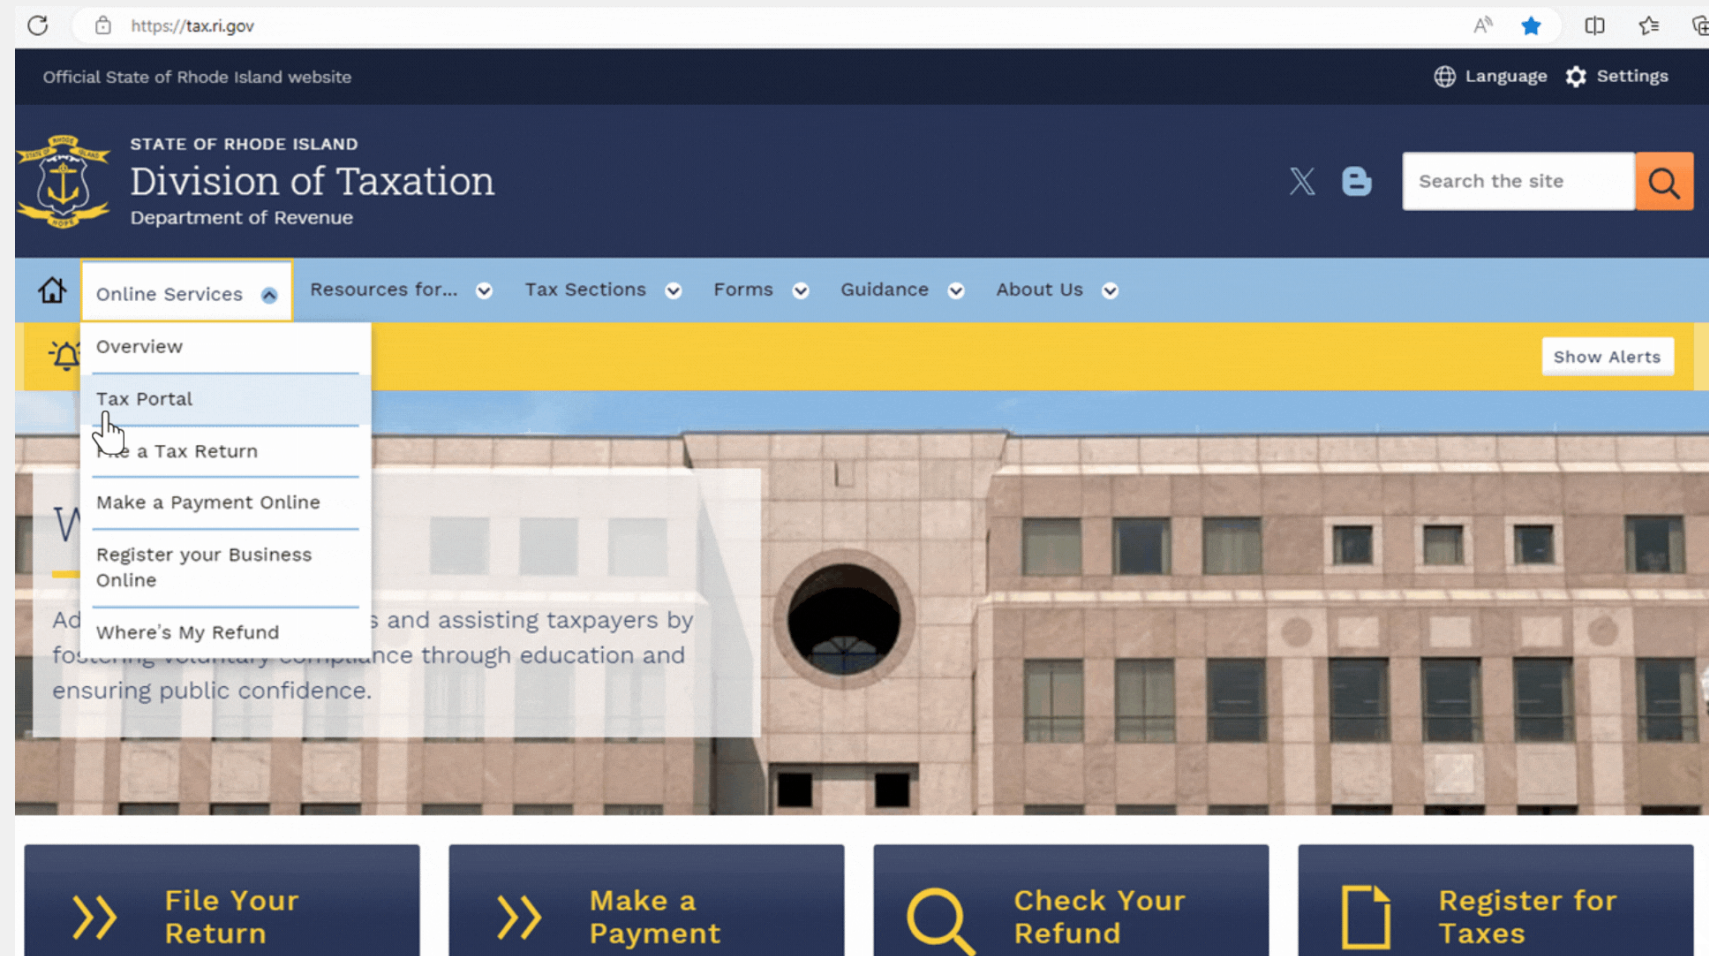 https://tax.ri.gov
Official State of Rhode Island website
Language
Settings
STATE OF RHODE ISLAND
Division of Taxation
Department of Revenue
Search the site
Online Services
Resources for...
Tax Sections
Forms
Guidance
About Us
Show Alerts
Overview
Tax Portal
a Tax Return
Make a Payment Online
Register your Business
Online
Where's My Refund
and assisting taxpayers by
compliance through education and
ensuring public confidence.
File Your
Return
Make a
Payment
Check Your
Refund
Register for
Taxes